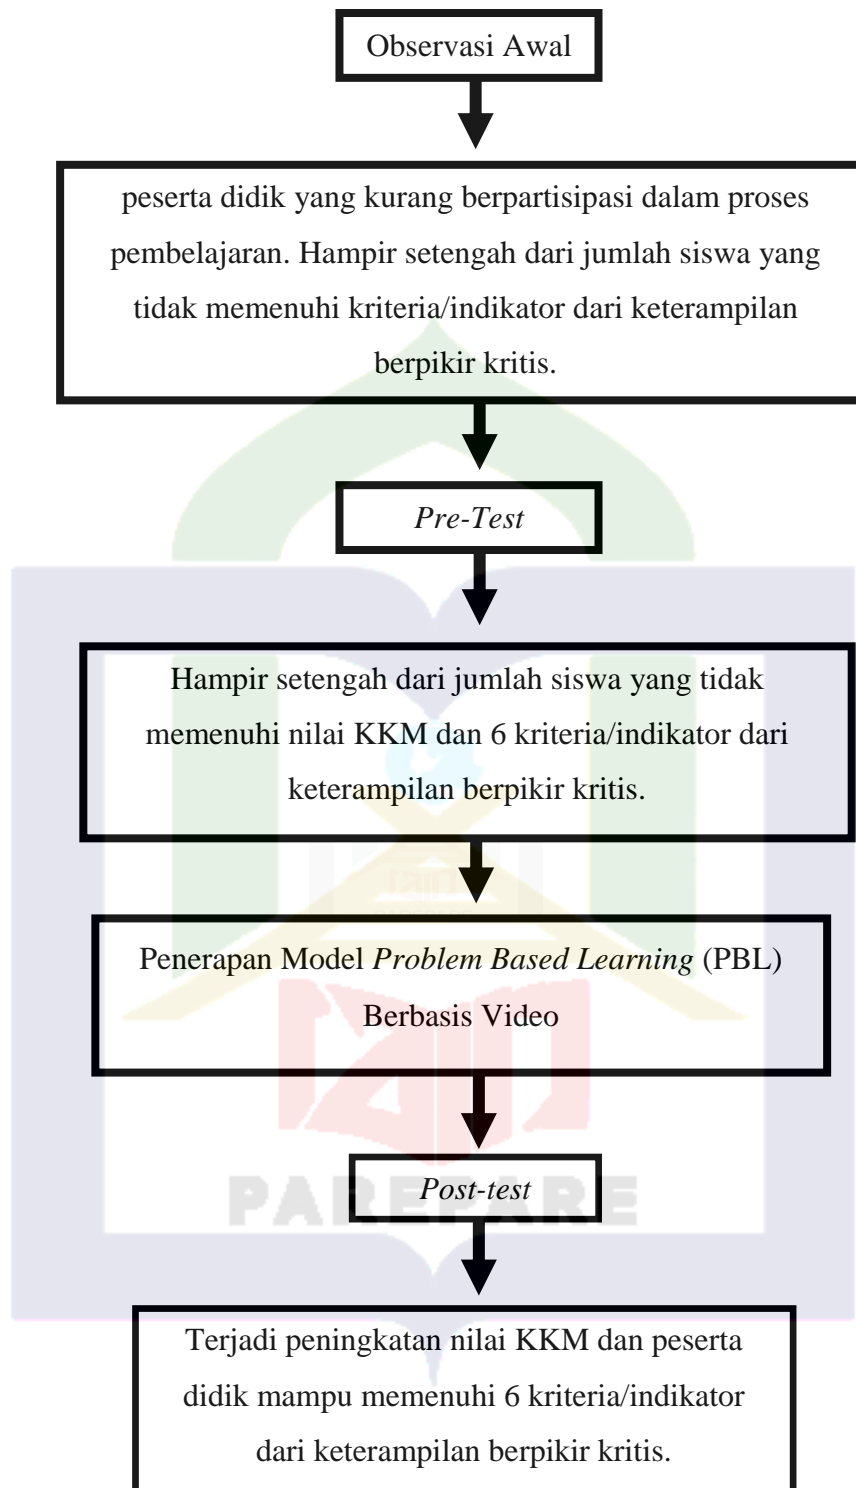 Observasi Awal
peserta didik yang kurang berpartisipasi dalam proses
pembelajaran. Hampir setengah dari jumlah siswa yang
tidak memenuhi kriteria/indikator dari keterampilan
berpikir kritis.
Pre-Test
Hampir setengah dari jumlah siswa yang tidak
memenuhi nilai KKM dan 6 kriteria/indikator dari
keterampilan berpikir kritis.
Penerapan Model Problem Based Learning (PBL)
Berbasis Video
Post-test
PAREPARE
Terjadi peningkatan nilai KKM dan peserta
didik mampu memenuhi 6 kriteria/indikator
dari keterampilan berpikir kritis.